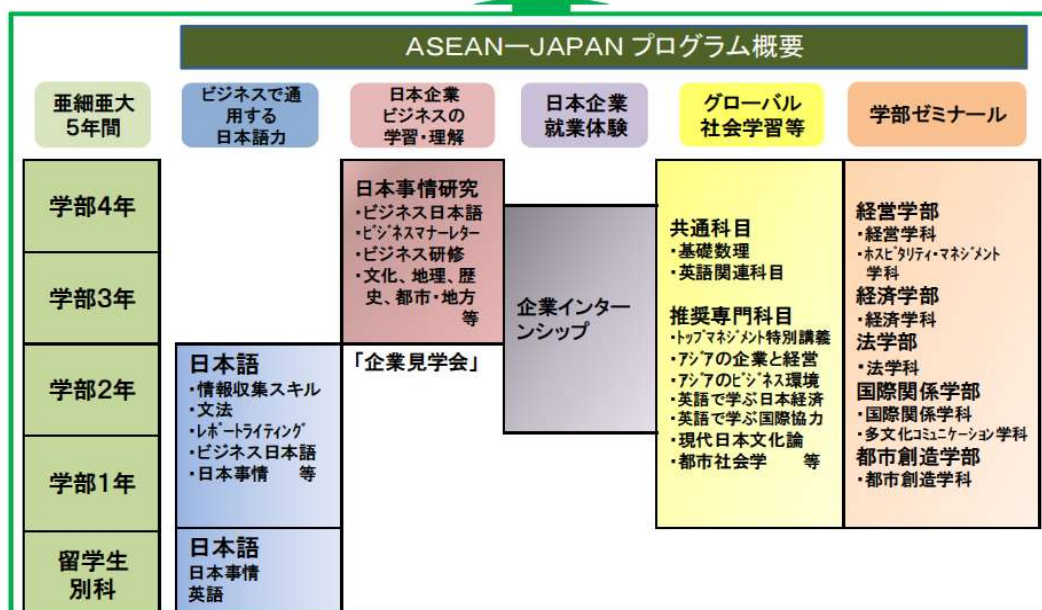 ASEAN－JAPAN プログラム概要
亜細亜大
5年間
ビジネスで通
用する
日本語力
日本企業
ビジネスの
学習・理解
日本企業
就業体験
グローバル
社会学習等
学部ゼミナール
学部4年
学部3年
学部2年
学部1年
留学生
別科
日本語
・情報収集スキル
・文法
・ﾚﾎﾟｰﾄﾗｲﾃｨﾝｸﾞ
・ビジネス日本語
・日本事情　等
日本語
日本事情
英語
日本事情研究
・ビジネス日本語
・ﾋﾞｼﾞﾈｽﾏﾅｰﾚﾀｰ
・ビジネス研修
・文化、地理、歴
史、都市・地方
等
「企業見学会」
企業インター
ンシップ
共通科目
・基礎数理
・英語関連科目
推奨専門科目
・ﾄｯﾌﾟﾏﾈｼﾞﾒﾝﾄ特別講義
・ｱｼﾞｱの企業と経営
・ｱｼﾞｱのﾋﾞｼﾞﾈｽ環境
・英語で学ぶ日本経済
・英語で学ぶ国際協力
・現代日本文化論
・都市社会学　等
経営学部
・経営学科
・ﾎｽﾋﾟﾀﾘﾃｨ・ﾏﾈｼﾞﾒﾝﾄ
学科
経済学部
・経済学科
法学部
・法学科
国際関係学部
・国際関係学科
・多文化ｺﾐｭﾆｹｰｼｮﾝ学科
都市創造学部
・都市創造学科